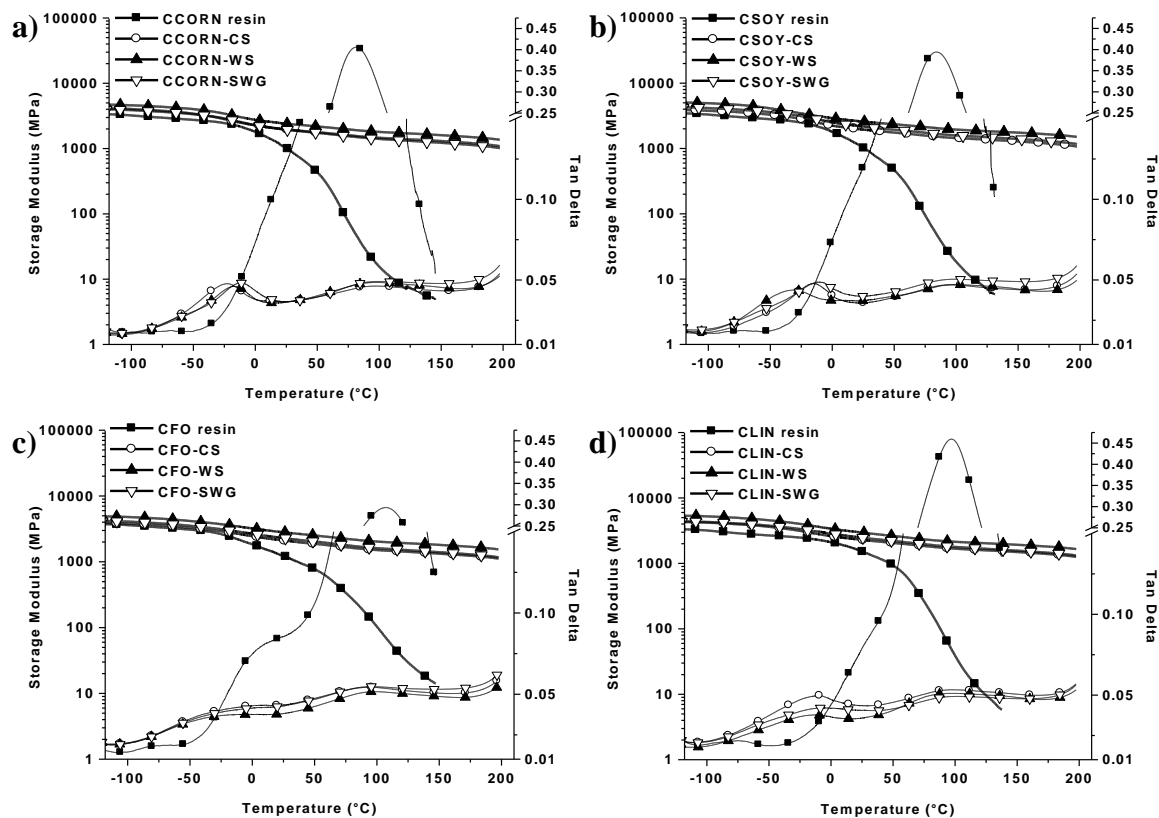 a)
CCORN resin
CCORN-CS
CCORN-WS
CCORN-SWG
100000
10000
1000
100
10
1
Storage Modulus (MPa)
0.45
0.40
0.35
0.30
0.25
0.10
0.05
0.01
Tan Delta
-100 -50 0 50 100 150 200
Temperature (°C)
b)
CSOY resin
CSOY-CS
CSOY-WS
CSOY-SWG
100000
10000
1000
100
10
1
Storage Modulus (MPa)
0.45
0.40
0.35
0.30
0.25
0.10
0.05
0.01
Tan Delta
-100 -50 0 50 100 150 200
Temperature (°C)
c)
CFO resin
CFO-CS
CFO-WS
CFO-SWG
100000
10000
1000
100
10
1
Storage Modulus (MPa)
0.45
0.40
0.35
0.30
0.25
0.10
0.05
0.01
Tan Delta
-100 -50 0 50 100 150 200
Temperature (°C)
d)
CLIN resin
CLIN-CS
CLIN-WS
CLIN-SWG
100000
10000
1000
100
10
1
Storage Modulus (MPa)
0.45
0.40
0.35
0.30
0.25
0.10
0.05
0.01
Tan Delta
-100 -50 0 50 100 150 200
Temperature (°C)